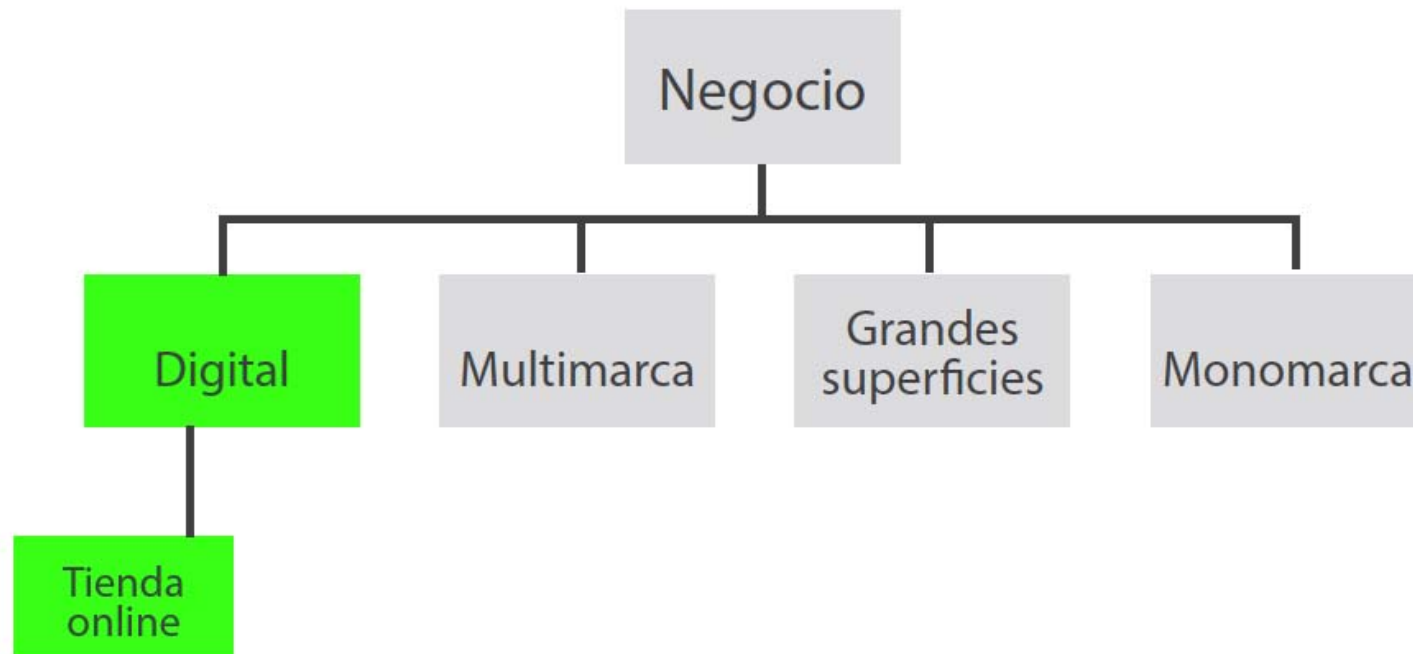 Negocio
Digital
Multimarca
Grandes
superficies
Monomarca
Tienda
online